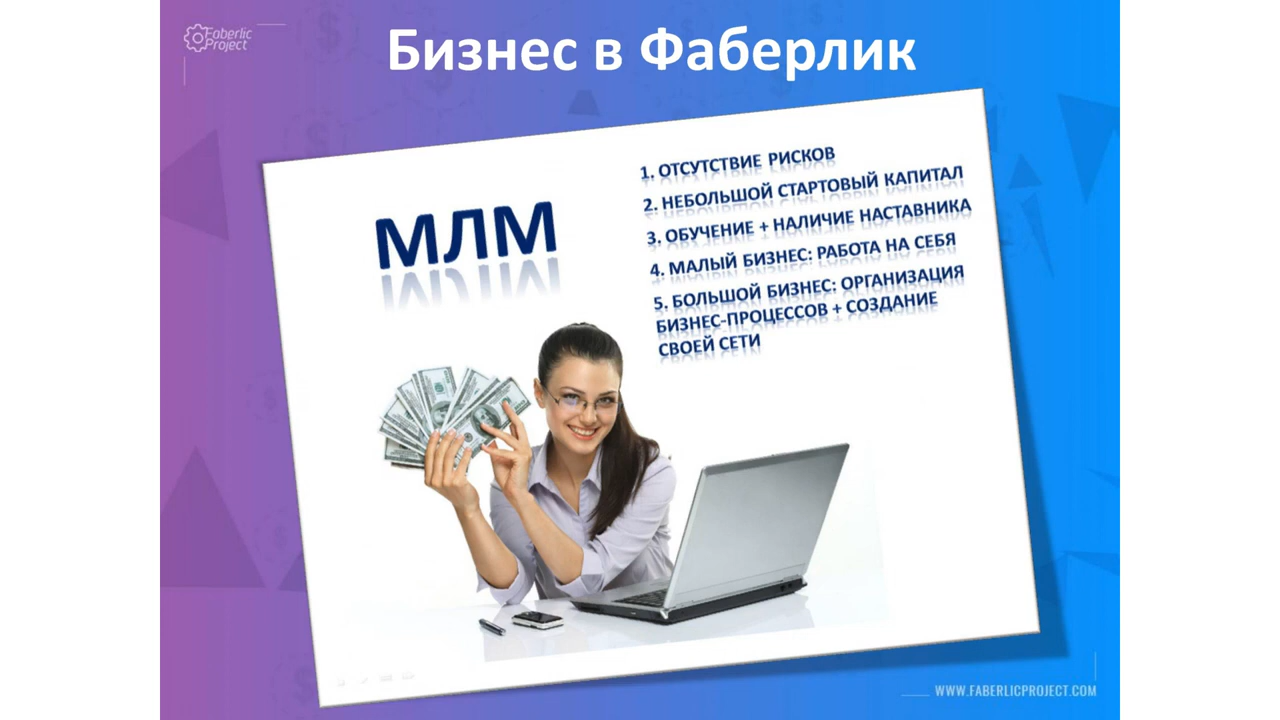 Faberlic
Project
Бизнес в Фаберлик
МЛМ
1. ОТСУТСТВИЕ РИСКОВ
2. НЕБОЛЬШОЙ СТАРТОВЫЙ КАПИТАЛ
3. ОБУЧЕНИЕ + НАЛИЧИЕ НАСТАВНИКА
4. МАЛЫЙ БИЗНЕС: РАБОТА НА СЕБЯ
5. БОЛЬШОЙ БИЗНЕС: ОРГАНИЗАЦИЯ
БИЗНЕС-ПРОЦЕССОВ + СОЗДАНИЕ
СВОЕЙ СЕТИ
WWW.FABERLICPROJECT.COM